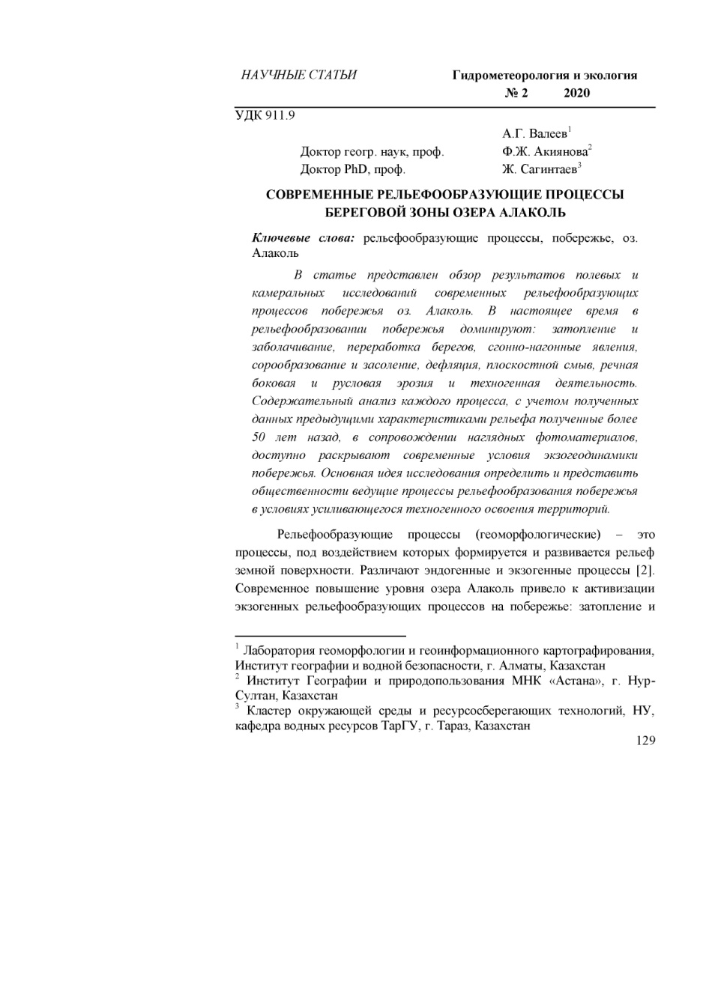 НАУЧНЫЕ СТАТЬИ Гидрометеорология и экология
№ 2 2020
УДК 911.9
А.Г. Валеев1
Доктор геогр. наук, проф. Ф.Ж. Акиянова2
Доктор PhD, проф. Ж. Сагинтаев3
СОВРЕМЕННЫЕ РЕЛЬЕФООБРАЗУЮЩИЕ ПРОЦЕССЫ
БЕРЕГОВОЙ ЗОНЫ ОЗЕРА АЛАКОЛЬ
Ключевые слова: рельефообразующие процессы, побережье, оз.
Алаколь
В статье представлен обзор результатов полевых и
камеральных исследований современных рельефообразующих
процессов побережья оз. Алаколь. В настоящее время в
рельефообразовании побережья доминируют: затопление и
заболачивание, переработка берегов, сгонно-нагонные явления,
сорообразование и засоление, дефляция, плоскостной смыв, речная
боковая и русловая эрозия и техногенная деятельность.
Содержательный анализ каждого процесса, с учетом полученных
данных предыдущими характеристиками рельефа полученные более
50 лет назад, в сопровождении наглядных фотоматериалов,
доступно раскрывают современные условия экзогеодинамики
побережья. Основная идея исследования определить и представить
общественности ведущие процессы рельефообразования побережья
в условиях усиливающегося техногенного освоения территорий.
Рельефообразующие процессы (геоморфологические) – это
процессы, под воздействием которых формируется и развивается рельеф
земной поверхности. Различают эндогенные и экзогенные процессы [2].
Современное повышение уровня озера Алаколь привело к активизации
экзогенных рельефообразующих процессов на побережье: затопление и
1 Лаборатория геоморфологии и геоинформационного картографирования,
Институт географии и водной безопасности, г. Алматы, Казахстан
2 Институт Географии и природопользования МНК «Астана», г. Нур-
Султан, Казахстан
3 Кластер окружающей среды и ресурсосберегающих технологий, НУ,
кафедра водных ресурсов ТарГУ, г. Тараз, Казахстан
129